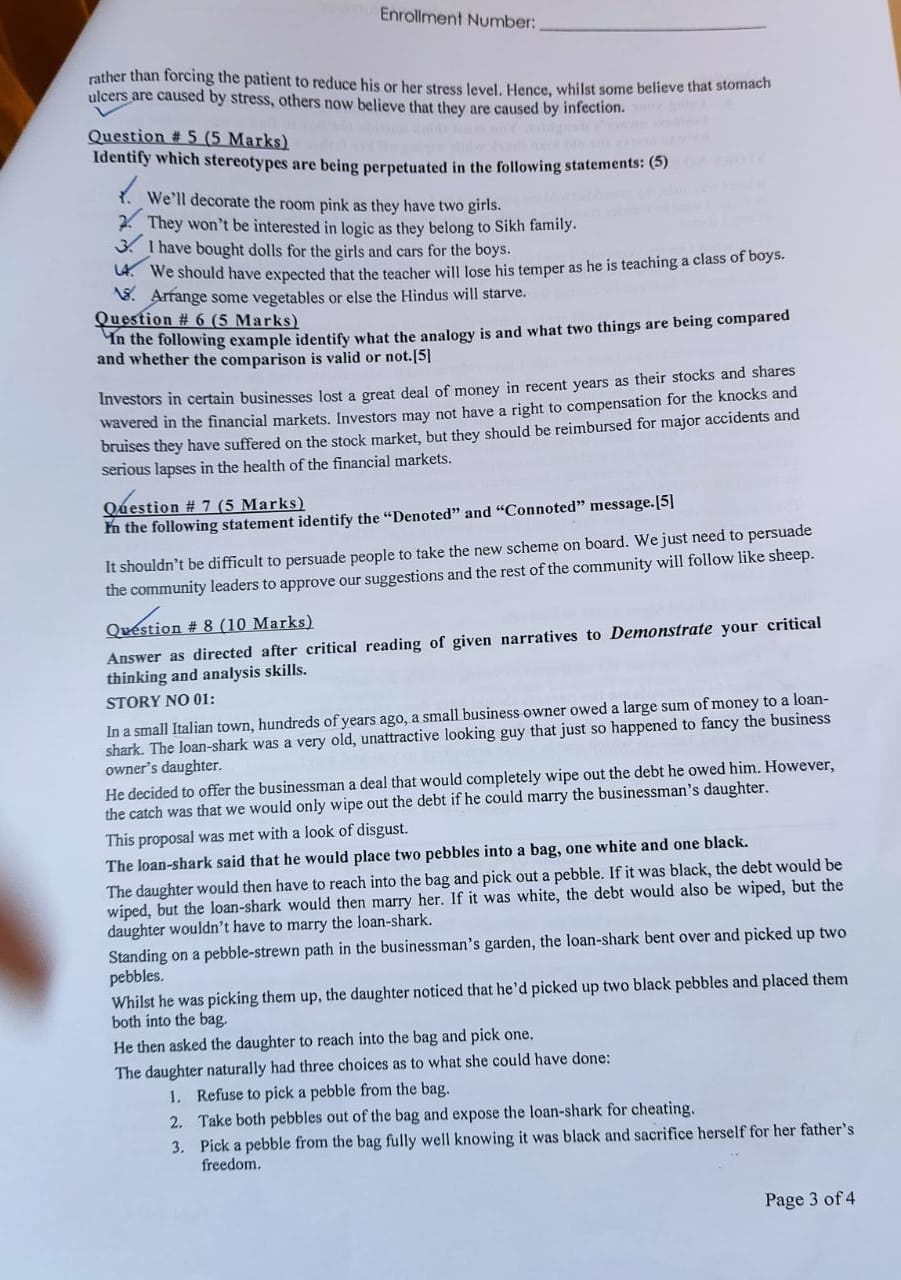 Enrollment Number:
rather than forcing the patient to reduce his or her stress level. Hence, whilst some believe that stomach
ulcers are caused by stress, others now believe that they are caused by infection.
Question # 5 (5 Marks)
Identify which stereotypes are being perpetuated in the following statements: (5)
1. We'll decorate the room pink as they have two girls.
2. They won't be interested in logic as they belong to Sikh family.
3. I have bought dolls for the girls and cars for the boys.
4. We should have expected that the teacher will lose his temper as he is teaching a class of boys.
5. Arrange some vegetables or else the Hindus will starve.
Question # 6 (5 Marks)
In the following example identify what the analogy is and what two things are being compared
and whether the comparison is valid or not.[5]
Investors in certain businesses lost a great deal of money in recent years as their stocks and shares
wavered in the financial markets. Investors may not have a right to compensation for the knocks and
bruises they have suffered on the stock market, but they should be reimbursed for major accidents and
serious lapses in the health of the financial markets.
Question # 7 (5 Marks)
In the following statement identify the "Denoted" and "Connoted" message.[5]
It shouldn't be difficult to persuade people to take the new scheme on board. We just need to persuade
the community leaders to approve our suggestions and the rest of the community will follow like sheep.
Question # 8 (10 Marks)
Answer as directed after critical reading of given narratives to Demonstrate your critical
thinking and analysis skills.
STORY NO 01:
In a small Italian town, hundreds of years ago, a small business owner owed a large sum of money to a loan-
shark. The loan-shark was a very old, unattractive looking guy that just so happened to fancy the business
owner's daughter.
He decided to offer the businessman a deal that would completely wipe out the debt he owed him. However,
the catch was that we would only wipe out the debt if he could marry the businessman's daughter.
This proposal was met with a look of disgust.
The loan-shark said that he would place two pebbles into a bag, one white and one black.
The daughter would then have to reach into the bag and pick out a pebble. If it was black, the debt would be
wiped, but the loan-shark would then marry her. If it was white, the debt would also be wiped, but the
daughter wouldn't have to marry the loan-shark.
Standing on a pebble-strewn path in the businessman's garden, the loan-shark bent over and picked up two
pebbles.
Whilst he was picking them up, the daughter noticed that he'd picked up two black pebbles and placed them
both into the bag.
He then asked the daughter to reach into the bag and pick one.
The daughter naturally had three choices as to what she could have done:
1. Refuse to pick a pebble from the bag.
2. Take both pebbles out of the bag and expose the loan-shark for cheating.
3. Pick a pebble from the bag fully well knowing it was black and sacrifice herself for her father's
freedom.
Page 3 of 4